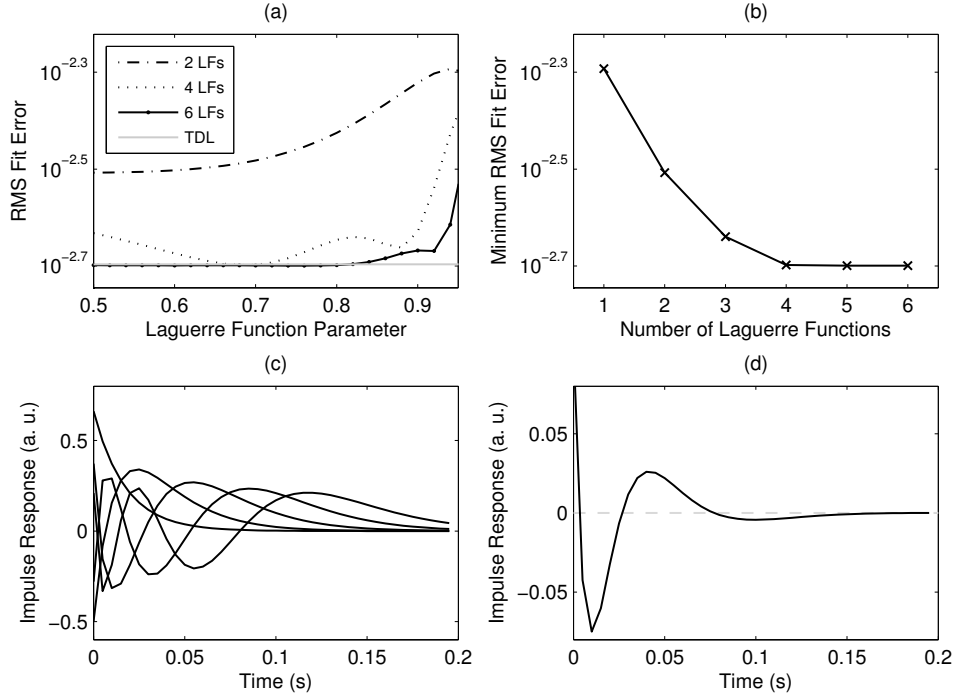 (a)
RMS Fit Error
10^−2.3
10^−2.5
10^−2.7
2 LFs
4 LFs
6 LFs
TDL
0.5 0.6 0.7 0.8 0.9
Laguerre Function Parameter
(b)
Minimum RMS Fit Error
10^−2.3
10^−2.5
10^−2.7
1 2 3 4 5 6
Number of Laguerre Functions
(c)
Impulse Response (a. u.)
0.5
0
−0.5
0 0.05 0.1 0.15 0.2
Time (s)
(d)
Impulse Response (a. u.)
0.05
0
−0.05
0 0.05 0.1 0.15 0.2
Time (s)